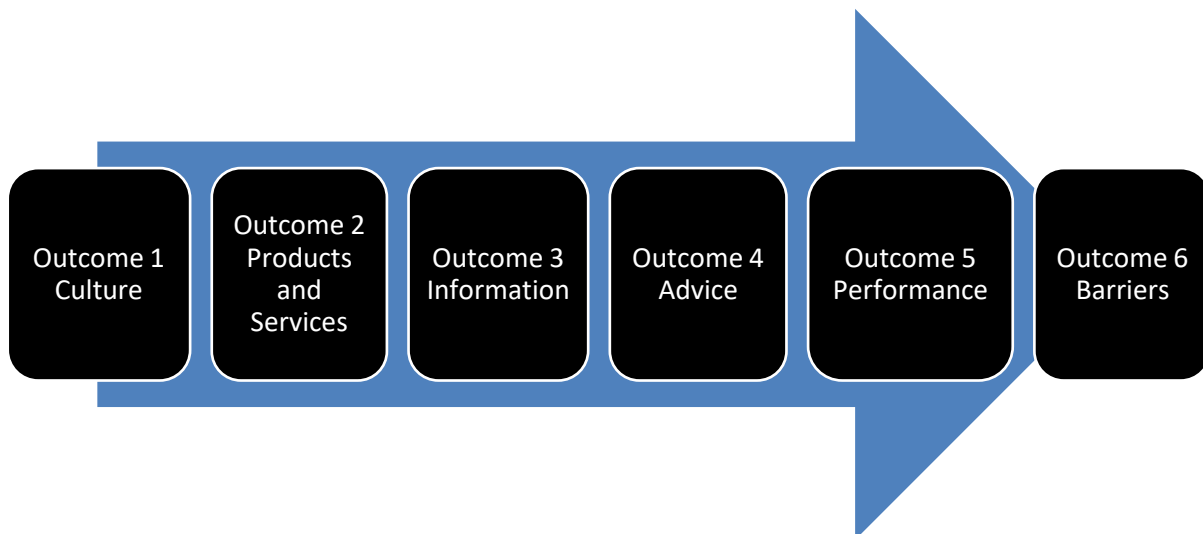 Outcome 1
Culture
Outcome 2
Products
and
Services
Outcome 3
Information
Outcome 4
Advice
Outcome 5
Performance
Outcome 6
Barriers